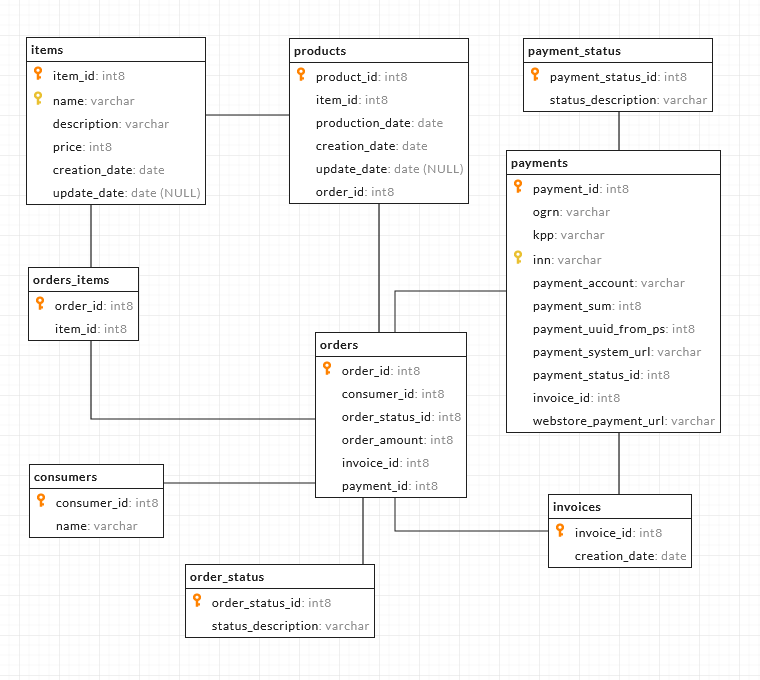 items
item_id: int8
name: varchar
description: varchar
price: int8
creation_date: date
update_date: date (NULL)
products
product_id: int8
item_id: int8
production_date: date
creation_date: date
update_date: date (NULL)
order_id: int8
payment_status
payment_status_id: int8
status_description: varchar
payments
payment_id: int8
ogrn: varchar
kpp: varchar
inn: varchar
payment_account: varchar
payment_sum: int8
payment_uuid_from_ps: int8
payment_system_url: varchar
payment_status_id: int8
invoice_id: int8
webstore_payment_url: varchar
orders_items
order_id: int8
item_id: int8
orders
order_id: int8
consumer_id: int8
order_status_id: int8
order_amount: int8
invoice_id: int8
payment_id: int8
consumers
consumer_id: int8
name: varchar
invoices
invoice_id: int8
creation_date: date
order_status
order_status_id: int8
status_description: varchar